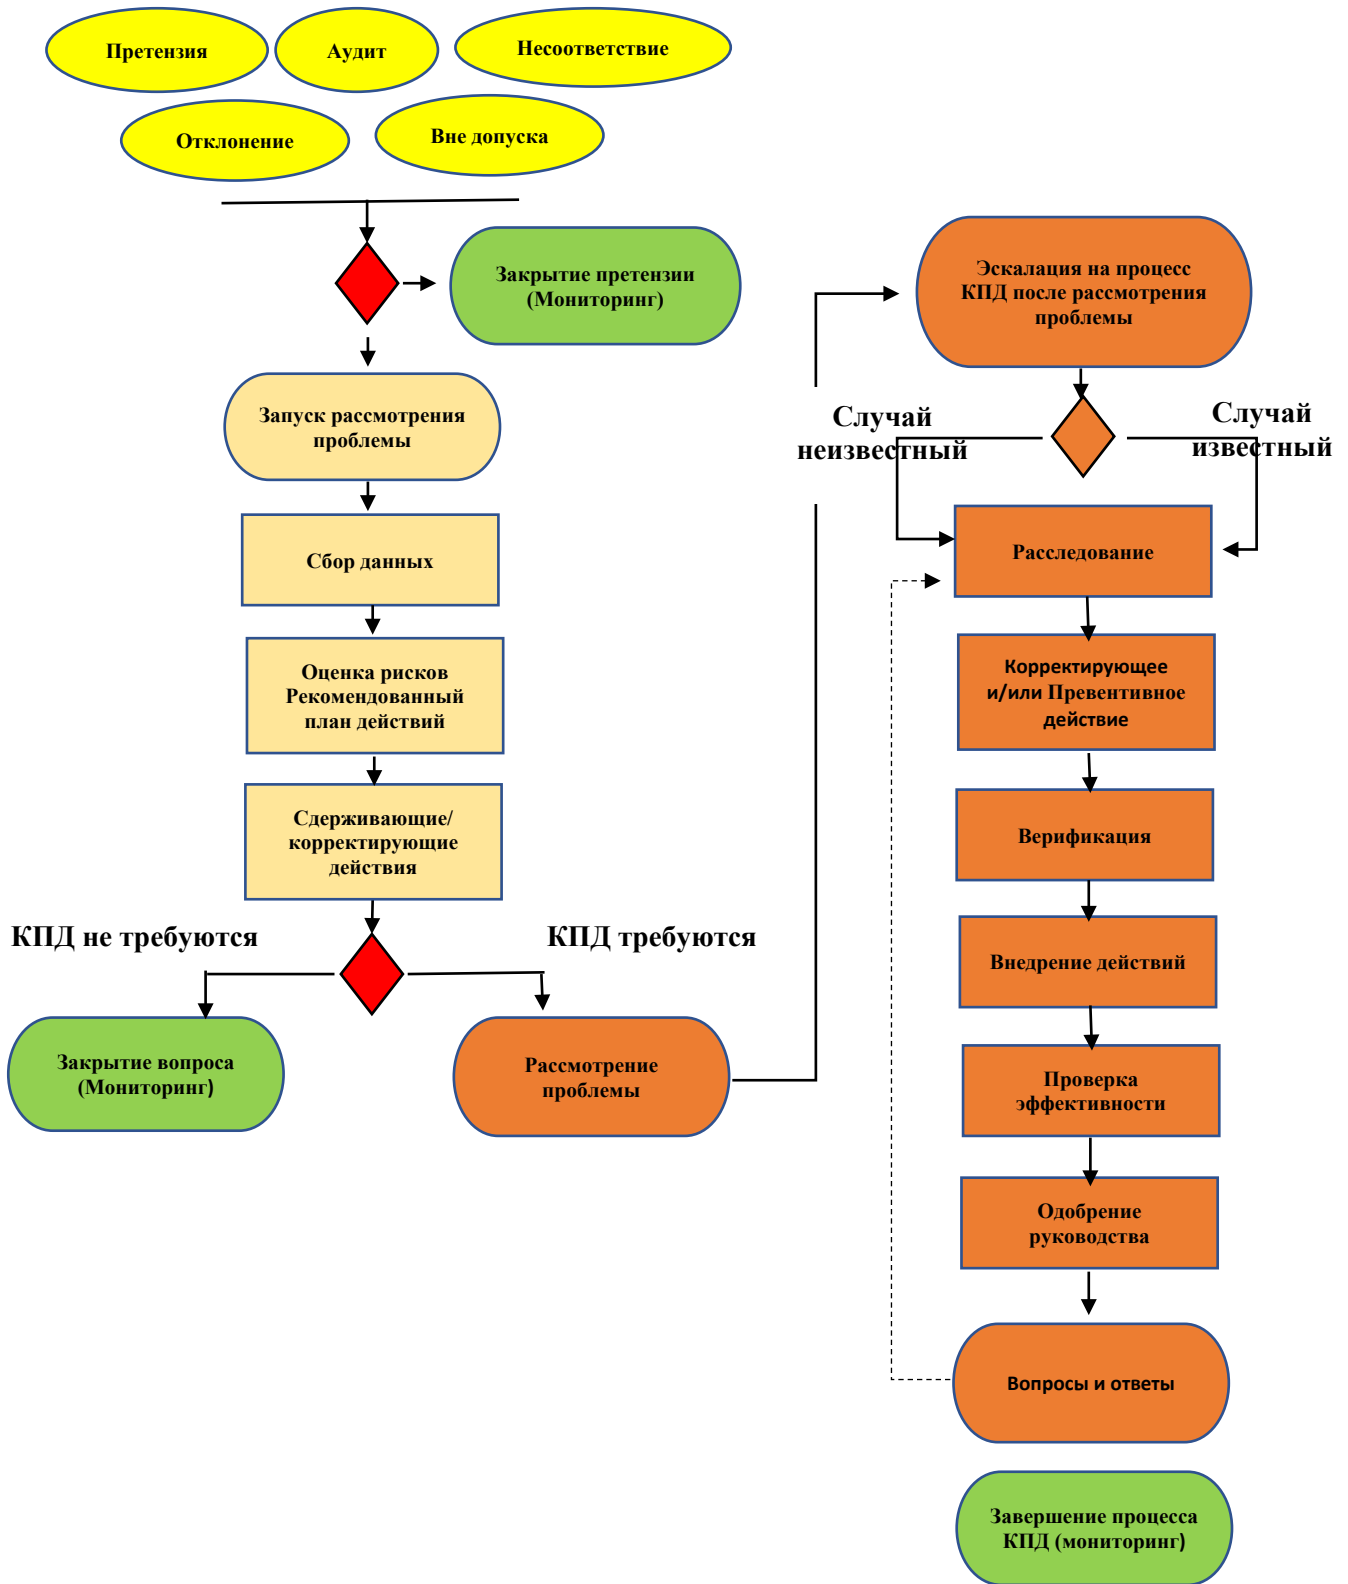 Претензия
Аудит
Несоответствие
Отклонение
Вне допуска
Закрытие претензии
(Мониторинг)
Запуск рассмотрения
проблемы
Сбор данных
Оценка рисков
Рекомендованный
план действий
Сдерживающие/
корректирующие
действия
КПД не требуются
КПД требуются
Закрытие вопроса
(Мониторинг)
Рассмотрение
проблемы
Эскалация на процесс
КПД после рассмотрения
проблемы
Случай
неизвестный
Случай
известный
Расследование
Корректирующее
и/или Превентивное
действие
Верификация
Внедрение действий
Проверка
эффективности
Одобрение
руководства
Вопросы и ответы
Завершение процесса
КПД (мониторинг)